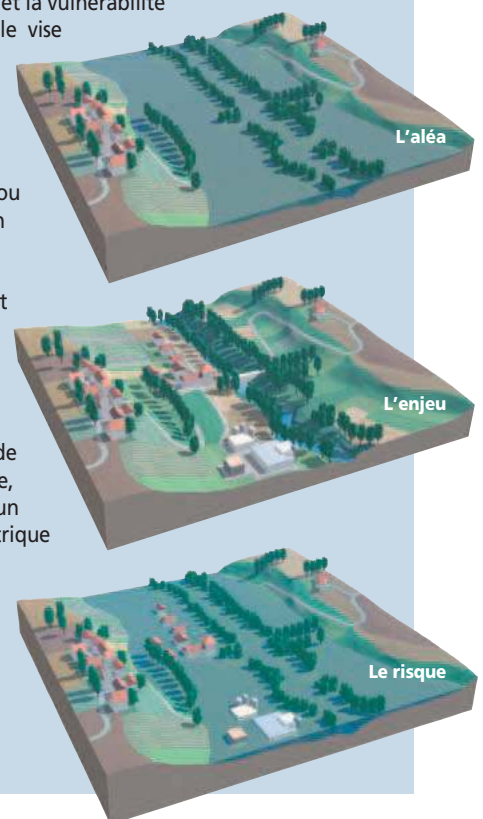 et la vulnérabilité
le vise
L'aléa
ou
n
t
L'enjeu
de
e,
un
trique
Le risque